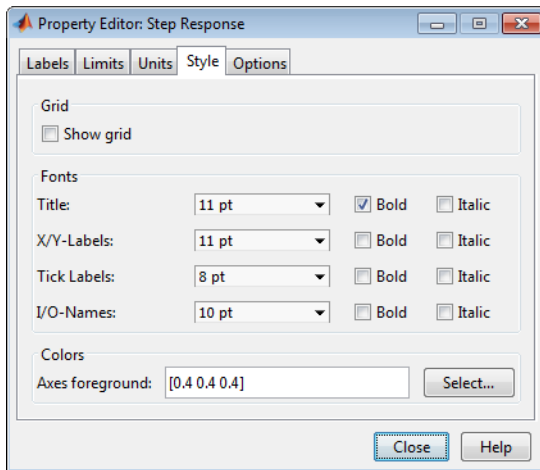 Property Editor: Step Response
Labels Limits Units Style Options
Grid
Show grid
Fonts
Title: 11 pt Bold Italic
X/Y-Labels: 11 pt Bold Italic
Tick Labels: 8 pt Bold Italic
I/O-Names: 10 pt Bold Italic
Colors
Axes foreground: [0.4 0.4 0.4] Select...
Close Help